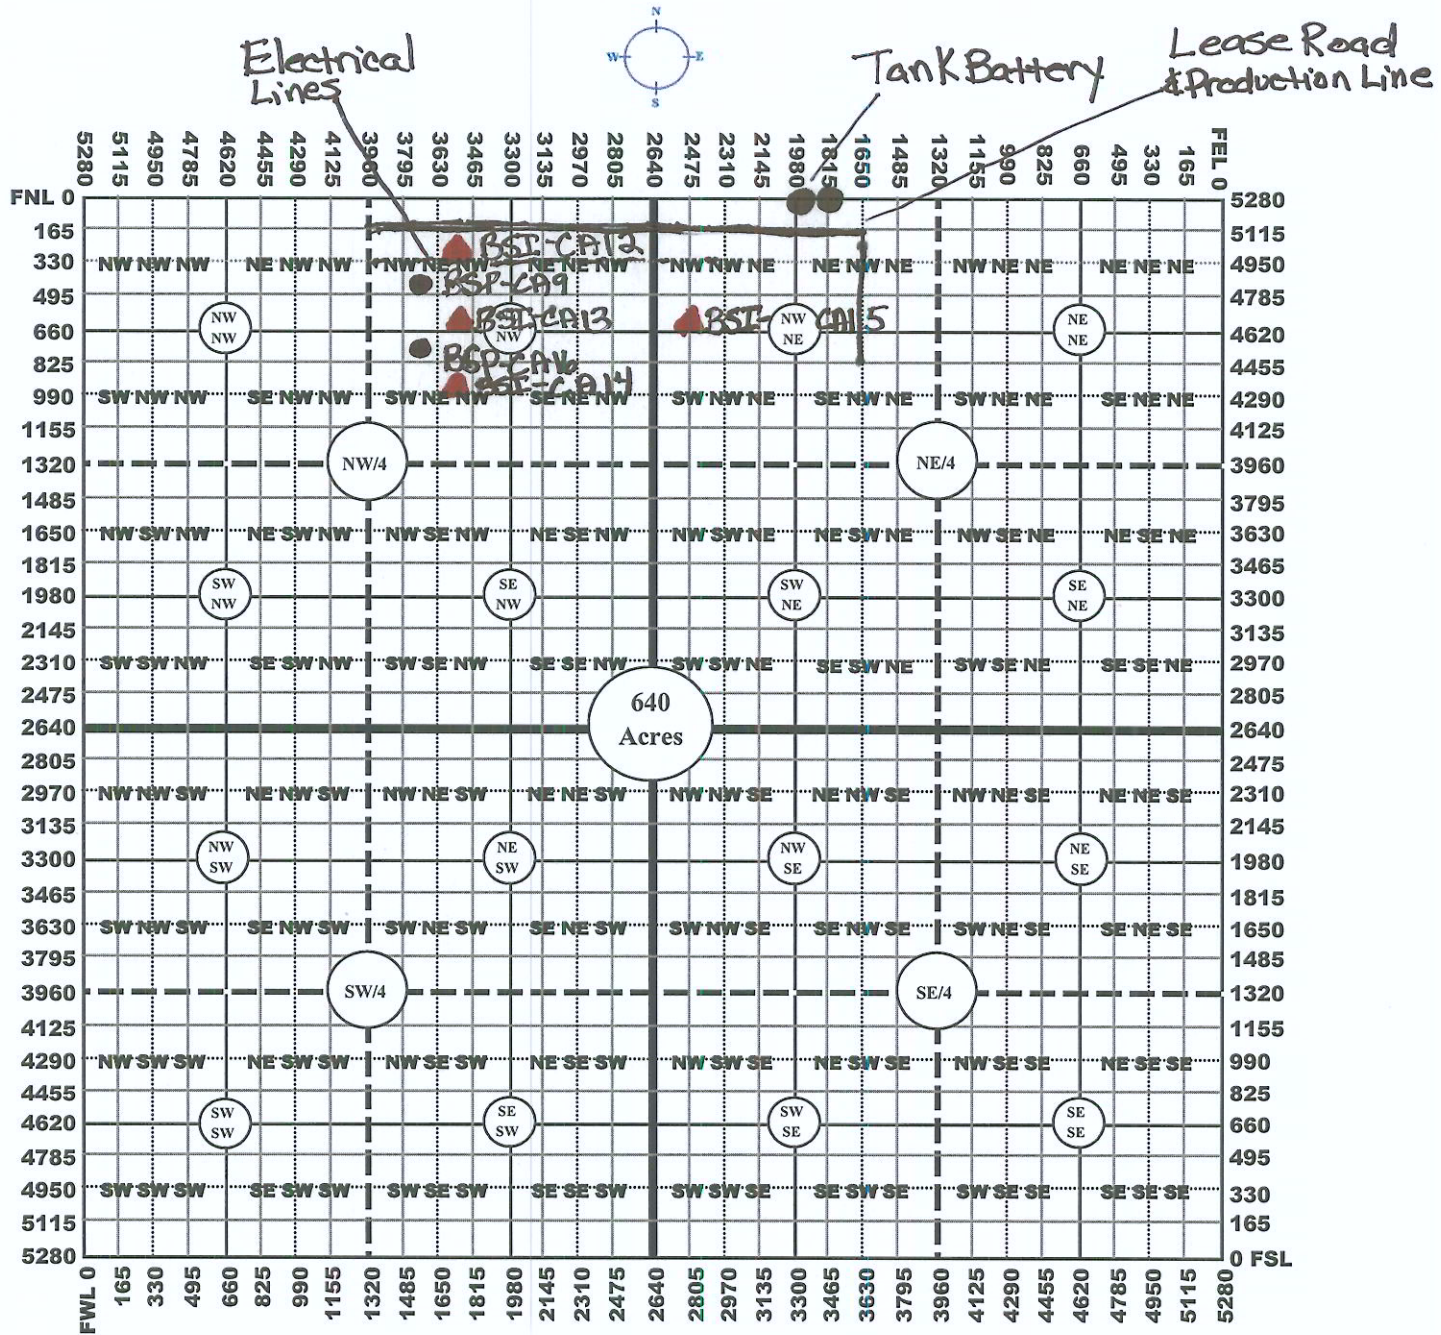 N
W E
S
Electrical
Lines
Tank Battery
Lease Road
& Production Line
5280 5115 4950 4785 4620 4455 4290 4125 3960 3795 3630 3465 3300 3135 2970 2805 2640 2475 2310 2145 1980 1815 1650 1485 1320 1155 990 825 660 495 330 165 FEL 0
FNL 0 5280
165 5115
BSI-CA12
330 NW NW NW NE NW NW NW NE NW NE NE NW NW NW NE NE NW NE NW NE NE NE NE NE 4950
BSP-CA9
495 4785
NW NW NW NE
660 NW BSI-CA13 NW BSI-CA15 NE NE 4620
825 BSP-CA16 4455
BSI-CA14
990 SW NW NW SE NW NW SW NE NW SE NE NW SW NW NE SE NW NE SW NE NE SE NE NE 4290
1155 4125
1320 NW/4 NE/4 3960
1485 3795
1650 NW SW NW NE SW NW NW SE NW NE SE NW NW SW NE NE SW NE NW SE NE NE SE NE 3630
1815 3465
SW SE SW SE
1980 NW NW NE NE 3300
2145 3135
2310 SW SW NW SE SW NW SW SE NW SE SE NW SW SW NE SE SW NE SW SE NE SE SE NE 2970
2475 2805
640
2640 Acres 2640
2805 2475
2970 NW NW SW NE NW SW NW NE SW NE NE SW NW NW SE NE NW SE NW NE SE NE NE SE 2310
3135 2145
NW NE NW NE
3300 SW SW SE SE 1980
3465 1815
3630 SW NW SW SE NW SW SW NE SW SE NE SW SW NW SE SE NW SE SW NE SE SE NE SE 1650
3795 1485
3960 SW/4 SE/4 1320
4125 1155
4290 NW SW SW NE SW SW NW SE SW NE SE SW NW SW SE NE SW SE NW SE SE NE SE SE 990
4455 825
SW SE SW SE
4620 SW SW SE SE 660
4785 495
4950 SW SW SW SE SW SW SW SE SW SE SE SW SW SW SE SE SW SE SW SE SE SE SE SE 330
5115 165
5280 0 FSL
FWL 0 165 330 495 660 825 990 1155 1320 1485 1650 1815 1980 2145 2310 2475 2640 2805 2970 3135 3300 3465 3630 3795 3960 4125 4290 4455 4620 4785 4950 5115 5280